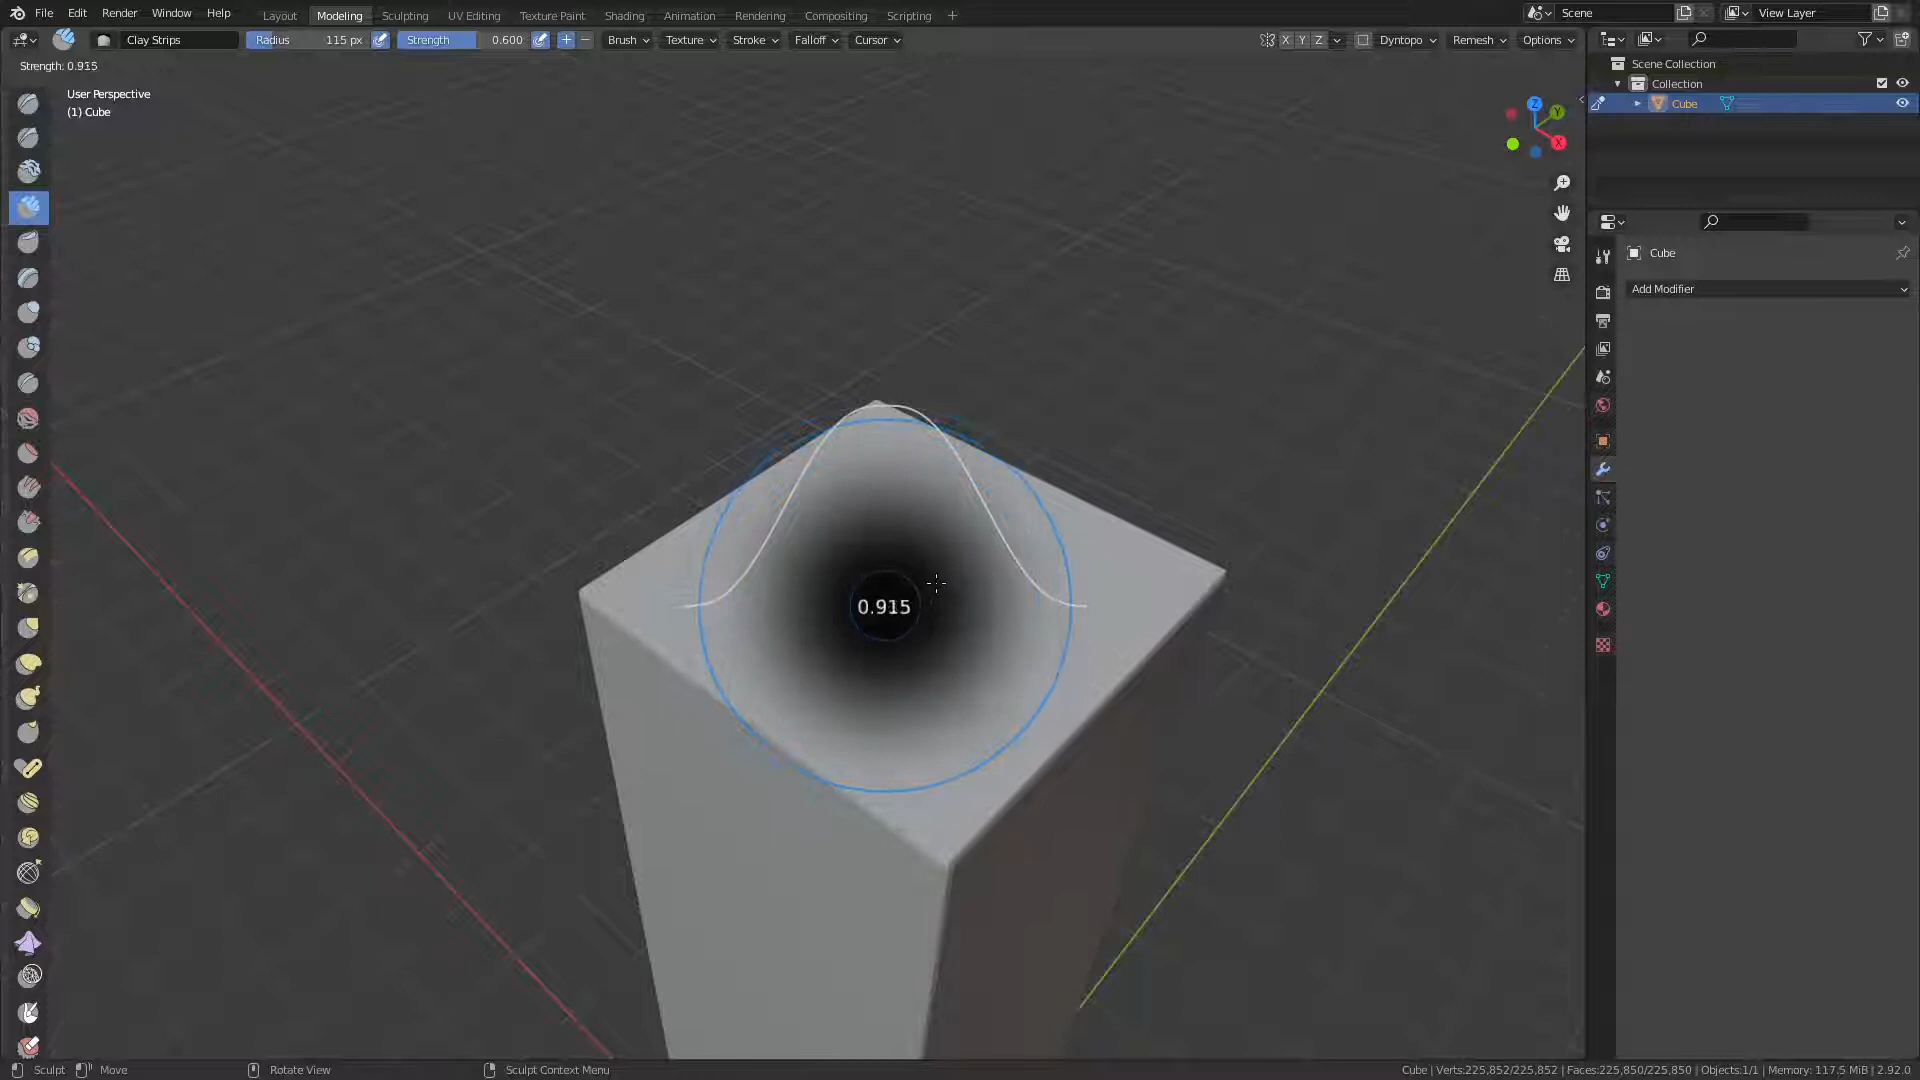 File Edit Render Window Help Layout Modeling Sculpting UV Editing Texture Paint Shading Animation Rendering Compositing Scripting + Scene View Layer
Clay Strips Radius 115 px Strength 0.600 + − Brush Texture Stroke Falloff Cursor X Y Z Dyntopo Remesh Options
Strength: 0.915
Scene Collection
Collection
Cube
User Perspective
(1) Cube
Z
Y
X
Cube
Add Modifier
0.915
Sculpt Move Rotate View Sculpt Context Menu Cube | Verts:225,852/225,852 | Faces:225,850/225,850 | Objects:1/1 | Memory: 117.5 MiB | 2.92.0